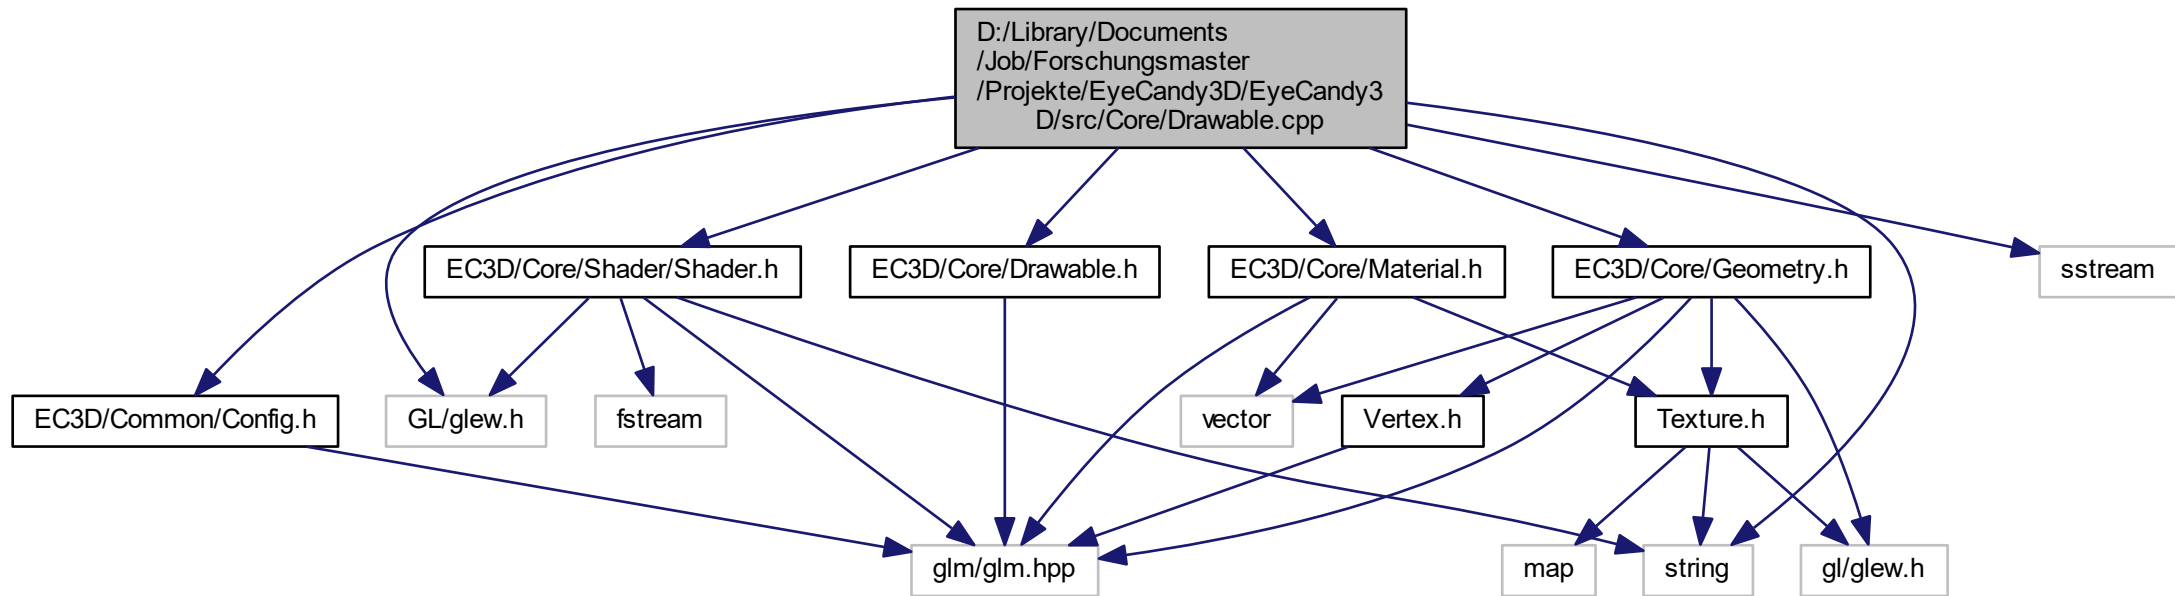 D:/Library/Documents
/Job/Forschungsmaster
/Projekte/EyeCandy3D/EyeCandy3
D/src/Core/Drawable.cpp
EC3D/Core/Shader/Shader.h
EC3D/Core/Drawable.h
EC3D/Core/Material.h
EC3D/Core/Geometry.h
sstream
EC3D/Common/Config.h
GL/glew.h
fstream
vector
Vertex.h
Texture.h
glm/glm.hpp
map
string
gl/glew.h